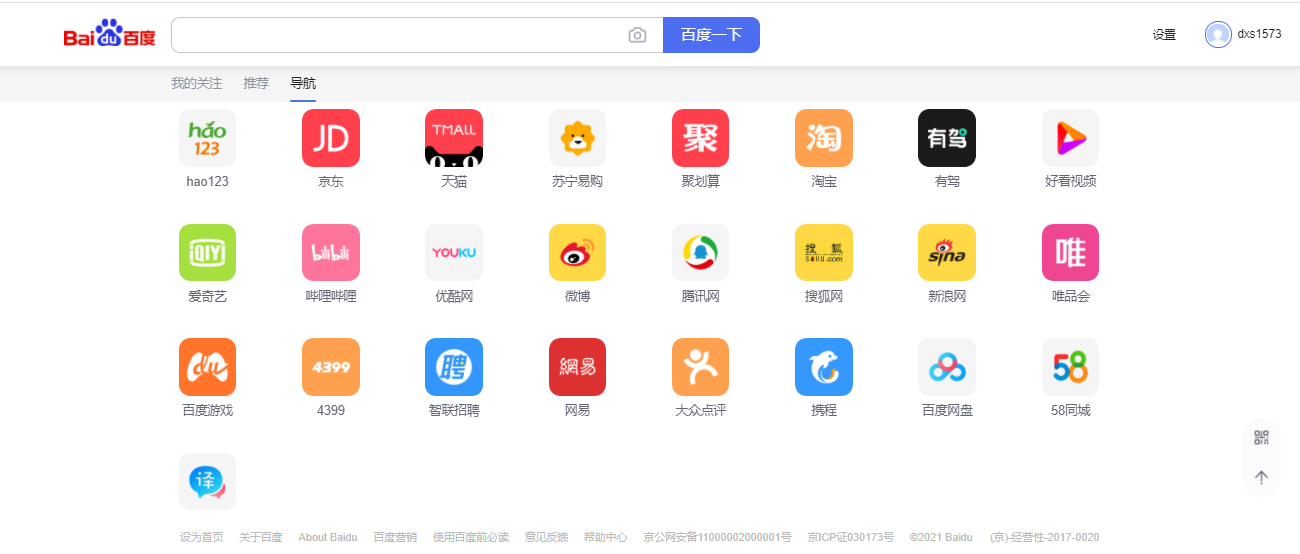 Bai du 百度 百度一下 设置 dxs1573
我的关注 推荐 导航
hǎo 123 JD TMALL 聚 淘 有驾
hao123 京东 天猫 苏宁易购 聚划算 淘宝 有驾 好看视频
iQIYI bilibili YOUKU 搜狐 SOHU.com sina 唯
爱奇艺 哔哩哔哩 优酷网 微博 腾讯网 搜狐网 新浪网 唯品会
du 4399 聘 網易 58
百度游戏 4399 智联招聘 网易 大众点评 携程 百度网盘 58同城
译
设为首页 关于百度 About Baidu 百度营销 使用百度前必读 意见反馈 帮助中心 京公网安备11000002000001号 京ICP证030173号 ©2021 Baidu (京)-经营性-2017-0020